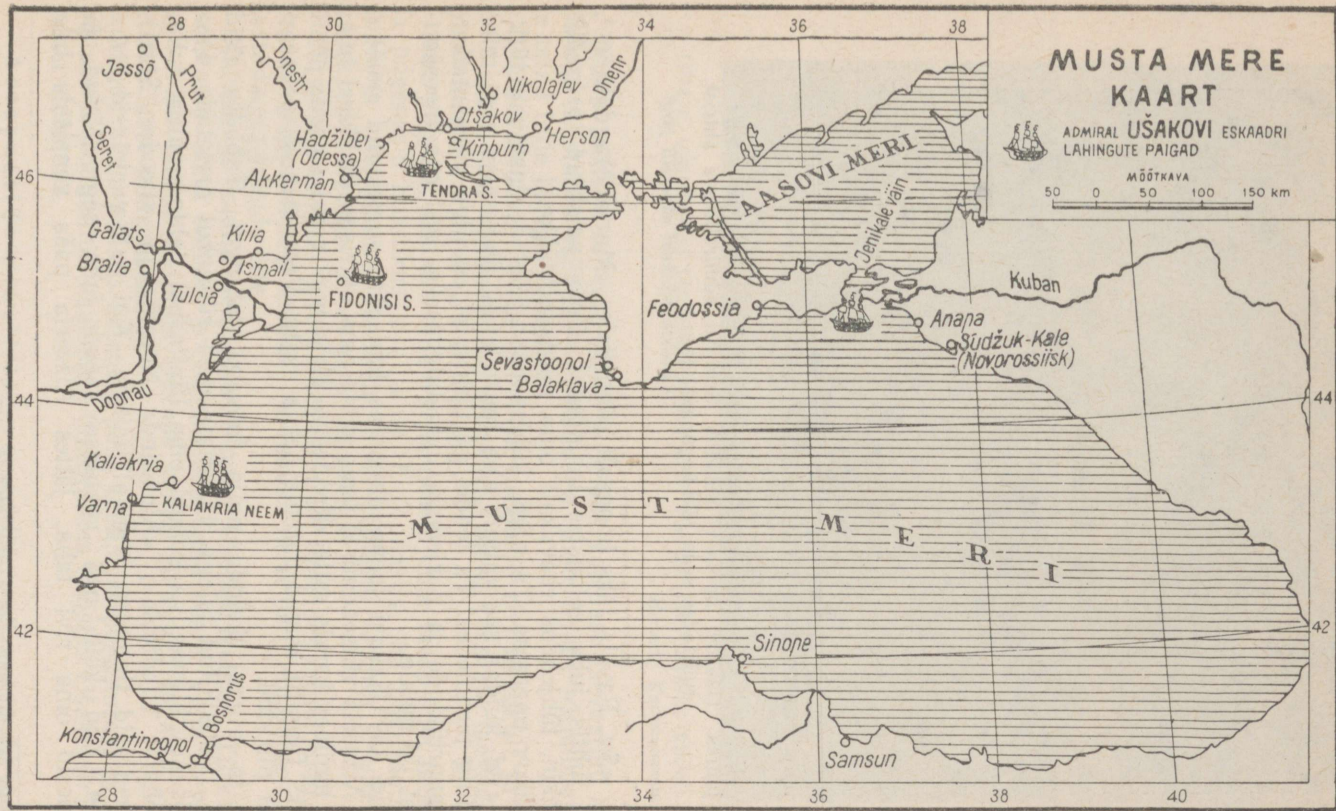 28
30
32
34
36
38
MUSTA MERE
KAART
ADMIRAL UŠAKOVI ESKAADRI
LAHINGUTE PAIGAD
MÕÕTKAVA
50 0 50 100 150 km
Jassõ
Prut
Dnestr
Nikolajev
Dnepr
Otšakov
Herson
Hadžibei
(Odessa)
Kinburn
Seret
46
Akkerman
TENDRA S.
AASOVI MERI
Jenikale väin
Galats
Kilia
Braila
Ismail
Tulcia
FIDONISI S.
Kuban
Feodossia
Anapa
Sudžuk-Kale
(Novorossiisk)
Sevastoopol
Balaklava
Doonau
44
44
Kaliakria
Varna
KALIAKRIA NEEM
MUST MERI
42
42
Sinope
Bosporus
Konstantinoopol
Samsun
28
30
32
34
36
38
40